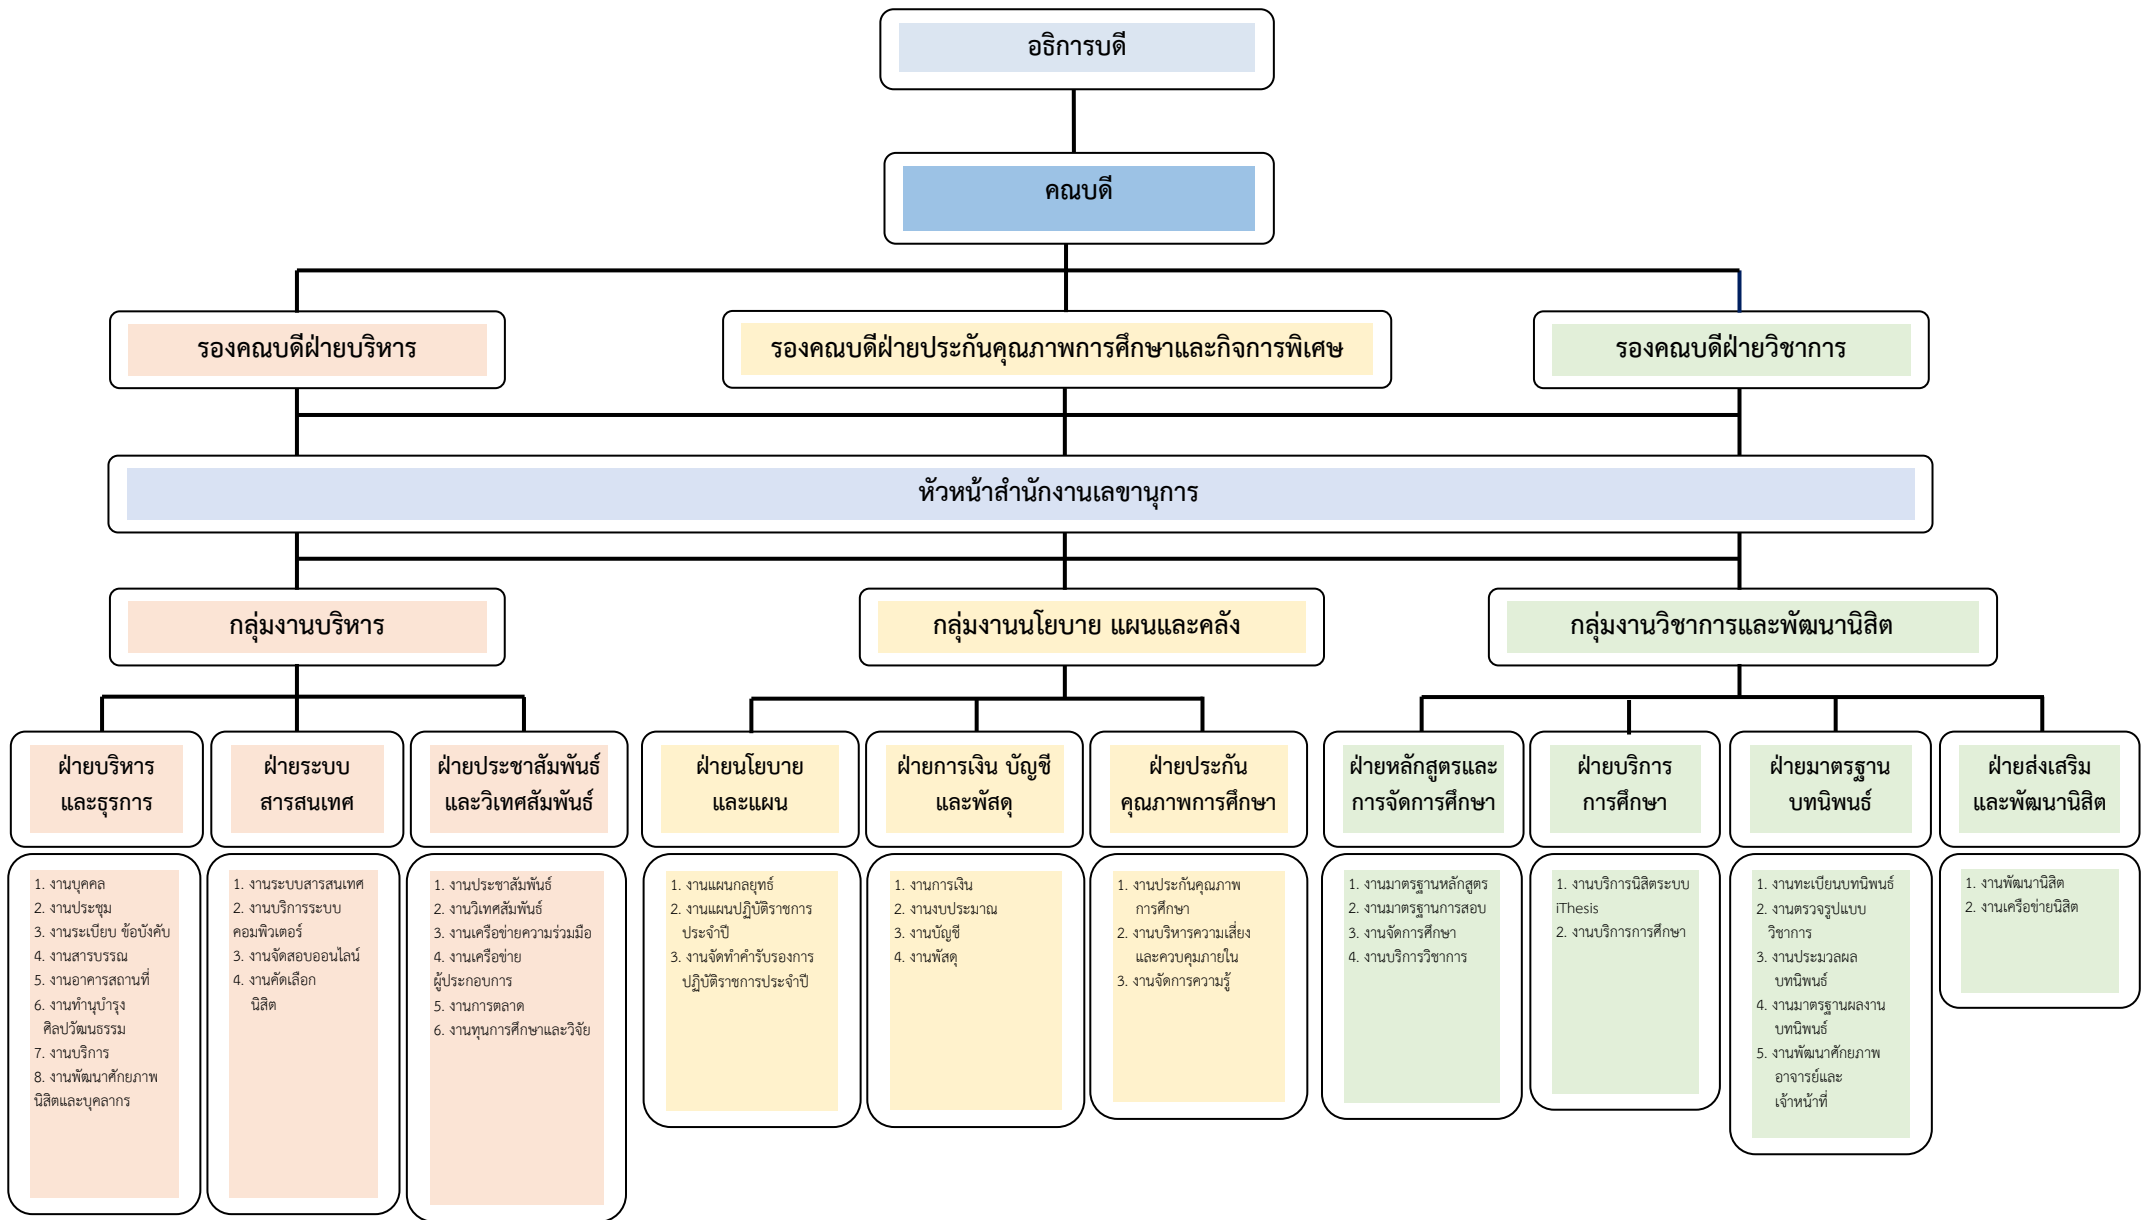 อธิการบดี
คณบดี
รองคณบดีฝ่ายบริหาร
รองคณบดีฝ่ายประกันคุณภาพการศึกษาและกิจการพิเศษ
รองคณบดีฝ่ายวิชาการ
หัวหน้าสำนักงานเลขานุการ
กลุ่มงานบริหาร
กลุ่มงานนโยบาย แผนและคลัง
กลุ่มงานวิชาการและพัฒนานิสิต
ฝ่ายบริหาร
และธุรการ
ฝ่ายระบบ
สารสนเทศ
ฝ่ายประชาสัมพันธ์
และวิเทศสัมพันธ์
ฝ่ายนโยบาย
และแผน
ฝ่ายการเงิน บัญชี
และพัสดุ
ฝ่ายประกัน
คุณภาพการศึกษา
ฝ่ายหลักสูตรและ
การจัดการศึกษา
ฝ่ายบริการ
การศึกษา
ฝ่ายมาตรฐาน
บทนิพนธ์
ฝ่ายส่งเสริม
และพัฒนานิสิต
1. งานบุคคล
2. งานประชุม
3. งานระเบียบ ข้อบังคับ
4. งานสารบรรณ
5. งานอาคารสถานที่
6. งานทำนุบำรุง
ศิลปวัฒนธรรม
7. งานบริการ
8. งานพัฒนาศักยภาพ
นิสิตและบุคลากร
1. งานระบบสารสนเทศ
2. งานบริการระบบ
คอมพิวเตอร์
3. งานจัดสอบออนไลน์
4. งานคัดเลือก
นิสิต
1. งานประชาสัมพันธ์
2. งานวิเทศสัมพันธ์
3. งานเครือข่ายความร่วมมือ
4. งานเครือข่าย
ผู้ประกอบการ
5. งานการตลาด
6. งานทุนการศึกษาและวิจัย
1. งานแผนกลยุทธ์
2. งานแผนปฏิบัติราชการ
ประจำปี
3. งานจัดทำคำรับรองการ
ปฏิบัติราชการประจำปี
1. งานการเงิน
2. งานงบประมาณ
3. งานบัญชี
4. งานพัสดุ
1. งานประกันคุณภาพ
การศึกษา
2. งานบริหารความเสี่ยง
และควบคุมภายใน
3. งานจัดการความรู้
1. งานมาตรฐานหลักสูตร
2. งานมาตรฐานการสอบ
3. งานจัดการศึกษา
4. งานบริการวิชาการ
1. งานบริการนิสิตระบบ
iThesis
2. งานบริการการศึกษา
1. งานทะเบียนบทนิพนธ์
2. งานตรวจรูปแบบ
วิชาการ
3. งานประมวลผล
บทนิพนธ์
4. งานมาตรฐานผลงาน
บทนิพนธ์
5. งานพัฒนาศักยภาพ
อาจารย์และ
เจ้าหน้าที่
1. งานพัฒนานิสิต
2. งานเครือข่ายนิสิต